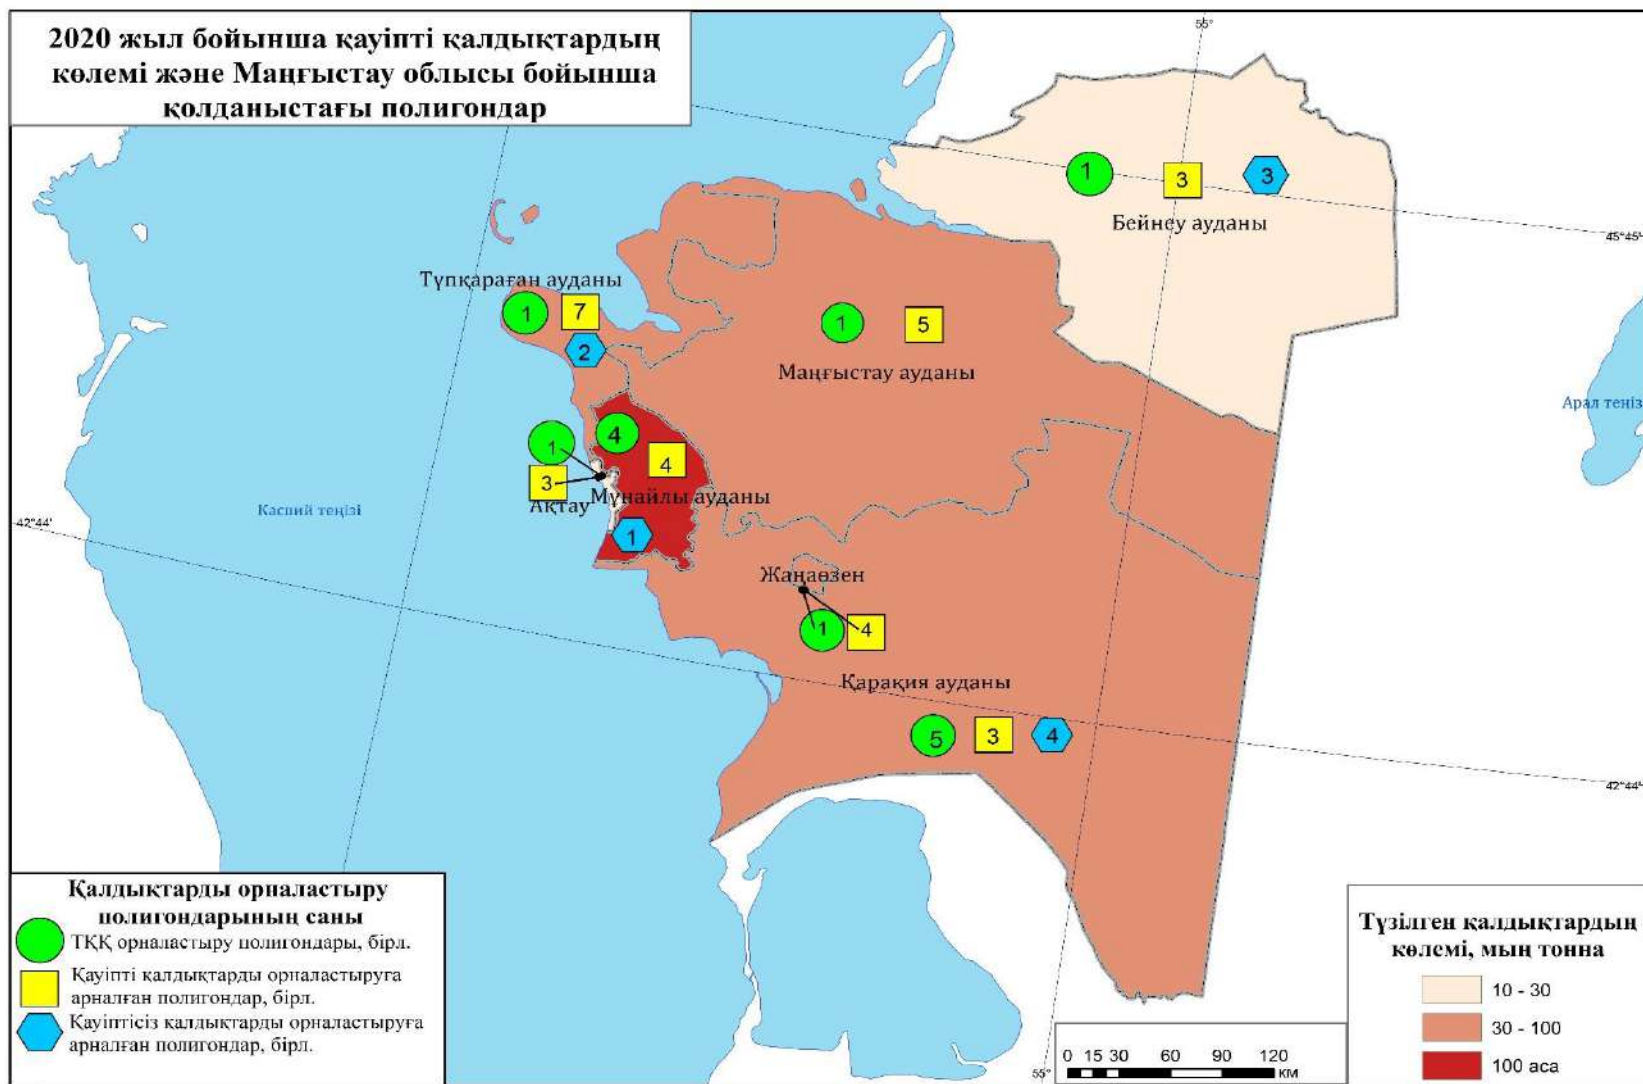 2020 жыл бойынша қауіпті қалдықтардың
көлемі және Маңғыстау облысы бойынша
қолданыстағы полигондар
55°
1
3
3
Бейнеу ауданы
45°45'
Түпқараған ауданы
1
7
2
1
5
Маңғыстау ауданы
Арал теңізі
1
4
4
3
Мұнайлы ауданы
Ақтау
Каспий теңізі
42°44'
1
Жаңаөзен
1
4
Қарақия ауданы
5
3
4
42°44'
Қалдықтарды орналастыру
полигондарының саны
ТҚҚ орналастыру полигондары, бірл.
Қауіпті қалдықтарды орналастыруға
арналған полигондар, бірл.
Қауіптісіз қалдықтарды орналастыруға
арналған полигондар, бірл.
55°
0 15 30 60 90 120
КМ
Түзілген қалдықтардың
көлемі, мың тонна
10 - 30
30 - 100
100 аса